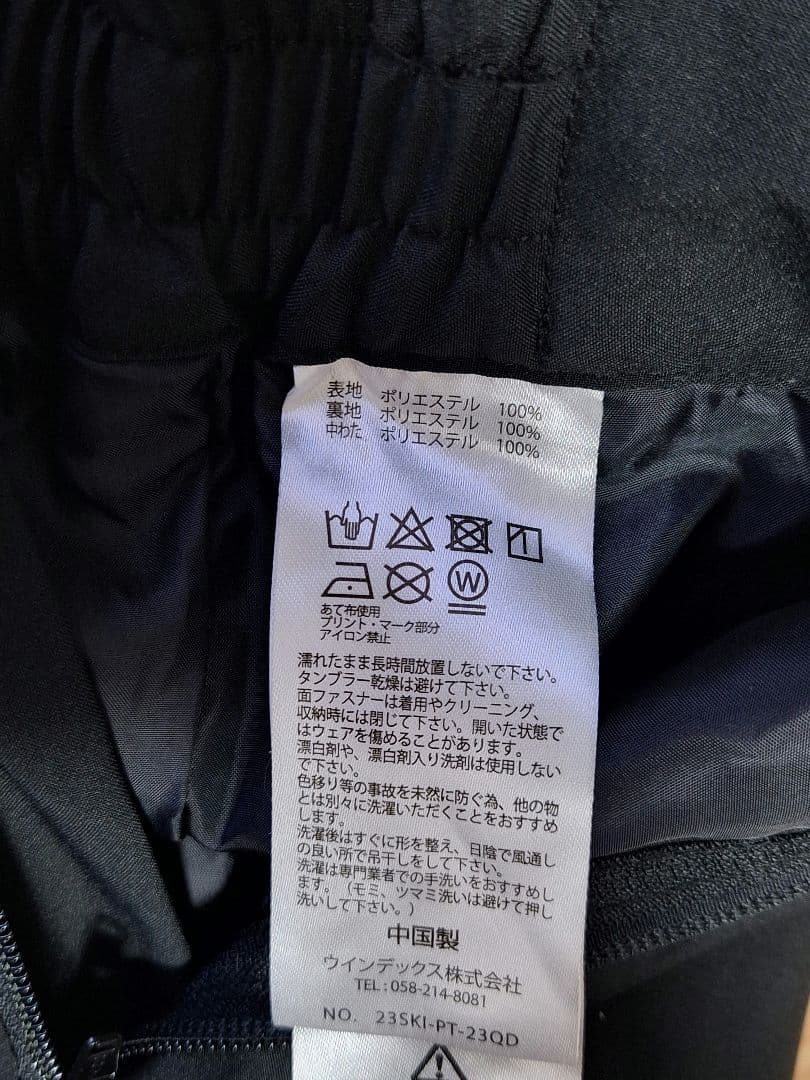 表地 ポリエステル 100%
裏地 ポリエステル 100%
中わた ポリエステル 100%
W
あて布使用
プリント・マーク部分
アイロン禁止
濡れたまま長時間放置しないで下さい。
タンブラー乾燥は避けて下さい。
面ファスナーは着用やクリーニング、
収納時には閉じて下さい。開いた状態で
はウェアを傷めることがあります。
漂白剤や、漂白剤入り洗剤は使用しない
で下さい。
色移り等の事故を未然に防ぐ為、他の物
とは別々に洗濯いただくことをおすすめ
します。
洗濯後はすぐに形を整え、日陰で風通し
の良い所で吊干しをして下さい。
洗濯は専門業者での手洗いをおすすめし
ます。（モミ、ツマミ洗いは避けて押し
洗いして下さい。）
中国製
ウインデックス株式会社
TEL : 058-214-8081
NO. 23SKI-PT-23QD